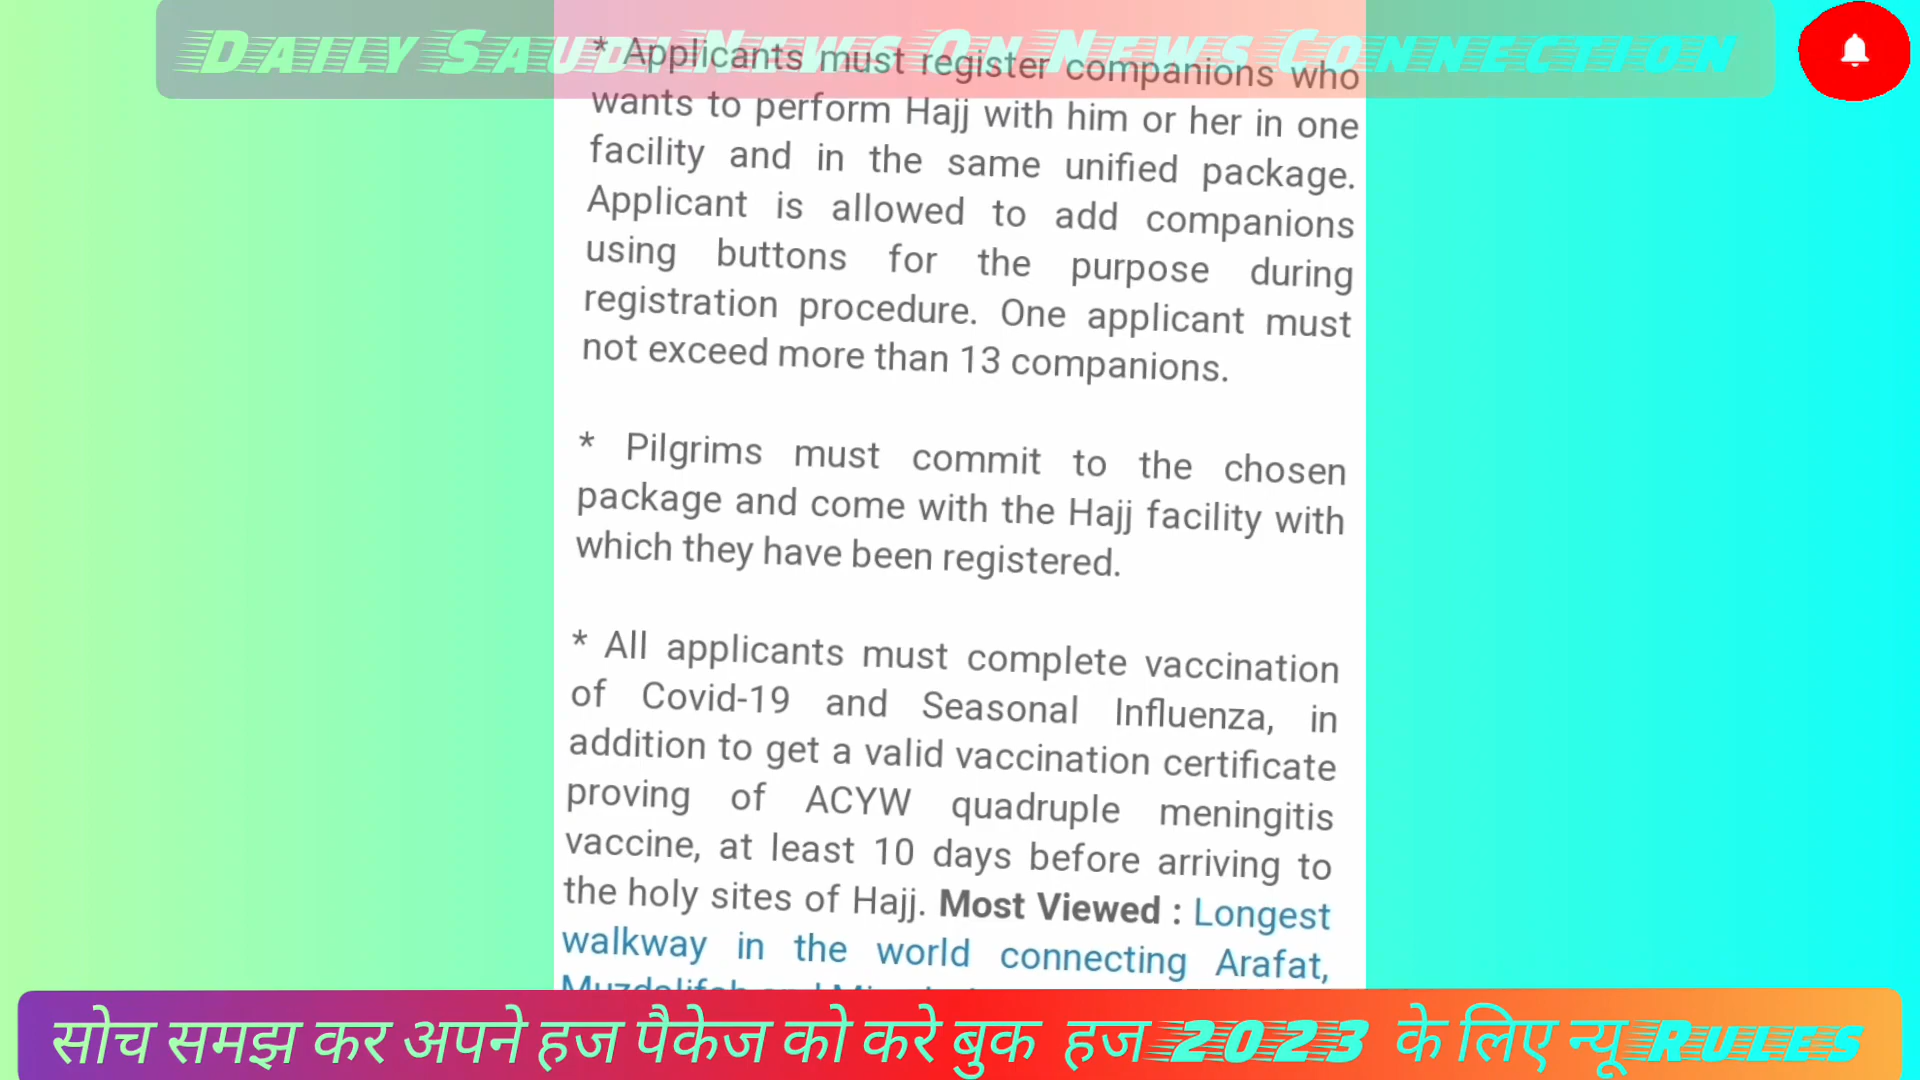 Daily Saudi News On News Connection
* Applicants must register companions who
wants to perform Hajj with him or her in one
facility and in the same unified package.
Applicant is allowed to add companions
using buttons for the purpose during
registration procedure. One applicant must
not exceed more than 13 companions.
* Pilgrims must commit to the chosen
package and come with the Hajj facility with
which they have been registered.
* All applicants must complete vaccination
of Covid-19 and Seasonal Influenza, in
addition to get a valid vaccination certificate
proving of ACYW quadruple meningitis
vaccine, at least 10 days before arriving to
the holy sites of Hajj. Most Viewed : Longest
walkway in the world connecting Arafat,
सोच समझ कर अपने हज पैकेज को करे बुक हज 2023 के लिए न्यू Rules